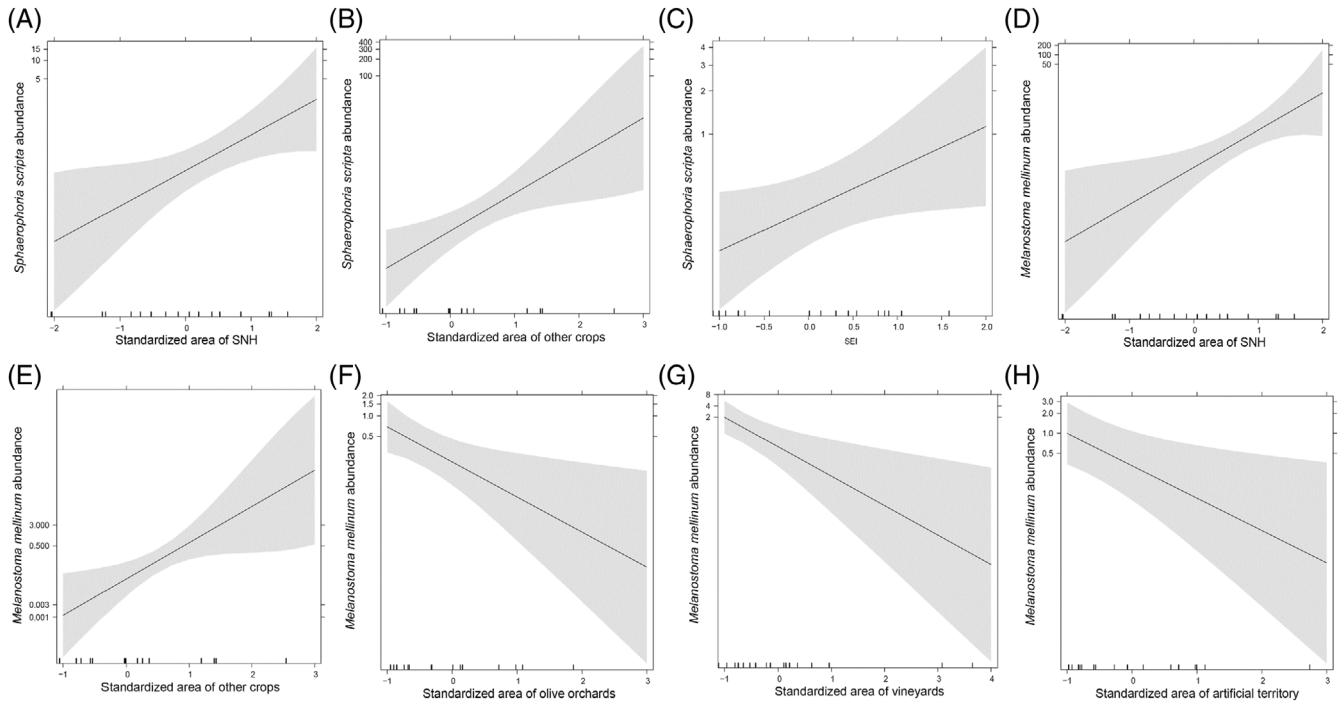 (A)
15
10
5
Sphaerophoria scripta abundance
−2 −1 0 1 2
Standardized area of SNH
(B)
400
300
200
100
Sphaerophoria scripta abundance
−1 0 1 2 3
Standardized area of other crops
(C)
4
3
2
1
Sphaerophoria scripta abundance
−1.0 −0.5 0.0 0.5 1.0 1.5 2.0
SEI
(D)
200
100
50
Melanostoma mellinum abundance
−2 −1 0 1 2
Standardized area of SNH
(E)
3.000
0.500
0.003
0.001
Melanostoma mellinum abundance
−1 0 1 2 3
Standardized area of other crops
(F)
2.0
1.5
1.0
0.5
Melanostoma mellinum abundance
−1 0 1 2 3
Standardized area of olive orchards
(G)
8
4
2
Melanostoma mellinum abundance
−1 0 1 2 3 4
Standardized area of vineyards
(H)
3.0
2.0
1.0
0.5
Melanostoma mellinum abundance
−1 0 1 2 3
Standardized area of artificial territory